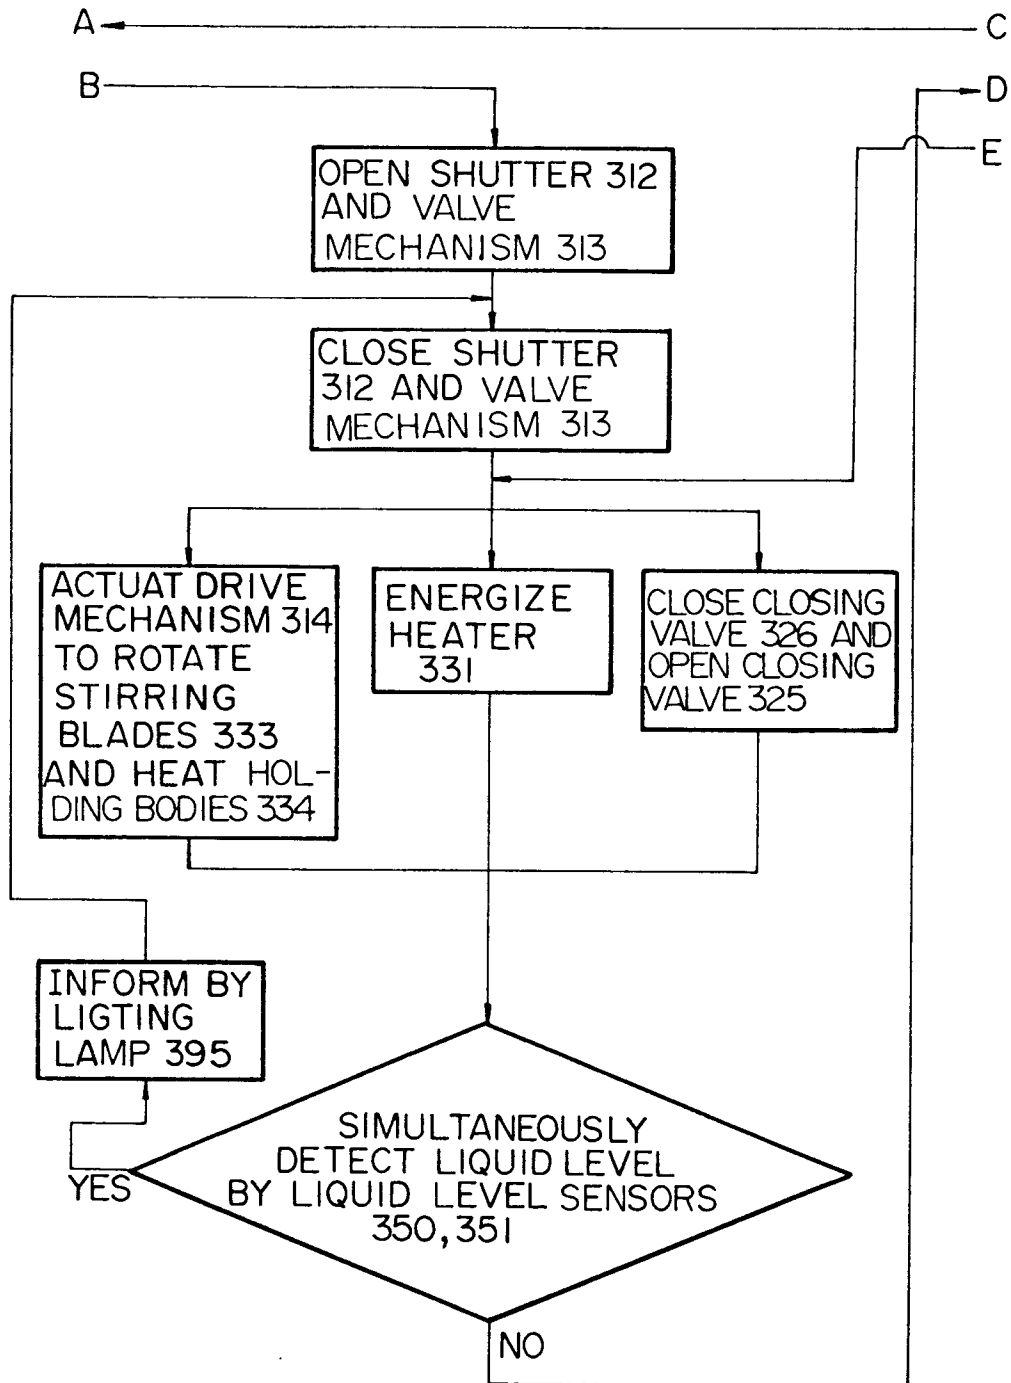 A
C
B
D
E
OPEN SHUTTER 312
AND VALVE
MECHANISM 313
CLOSE SHUTTER
312 AND VALVE
MECHANISM 313
ACTUAT DRIVE
MECHANISM 314
TO ROTATE
STIRRING
BLADES 333
AND HEAT HOL-
DING BODIES 334
ENERGIZE
HEATER
331
CLOSE CLOSING
VALVE 326 AND
OPEN CLOSING
VALVE 325
INFORM BY
LIGTING
LAMP 395
SIMULTANEOUSLY
DETECT LIQUID LEVEL
BY LIQUID LEVEL SENSORS
350, 351
YES
NO